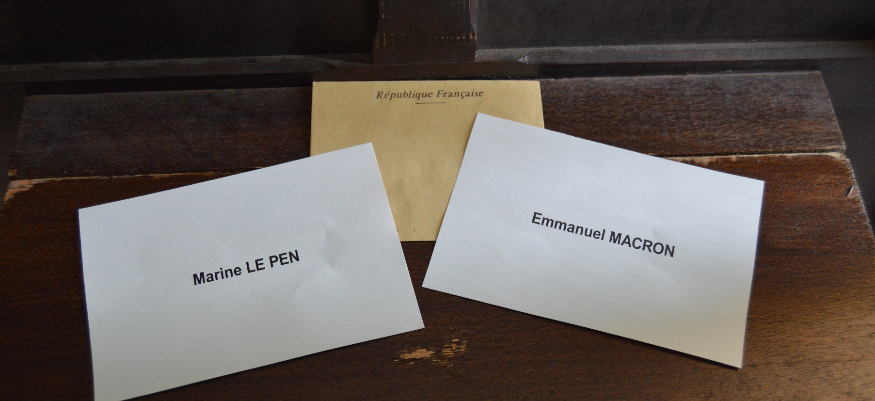 République Française
Marine LE PEN
Emmanuel MACRON